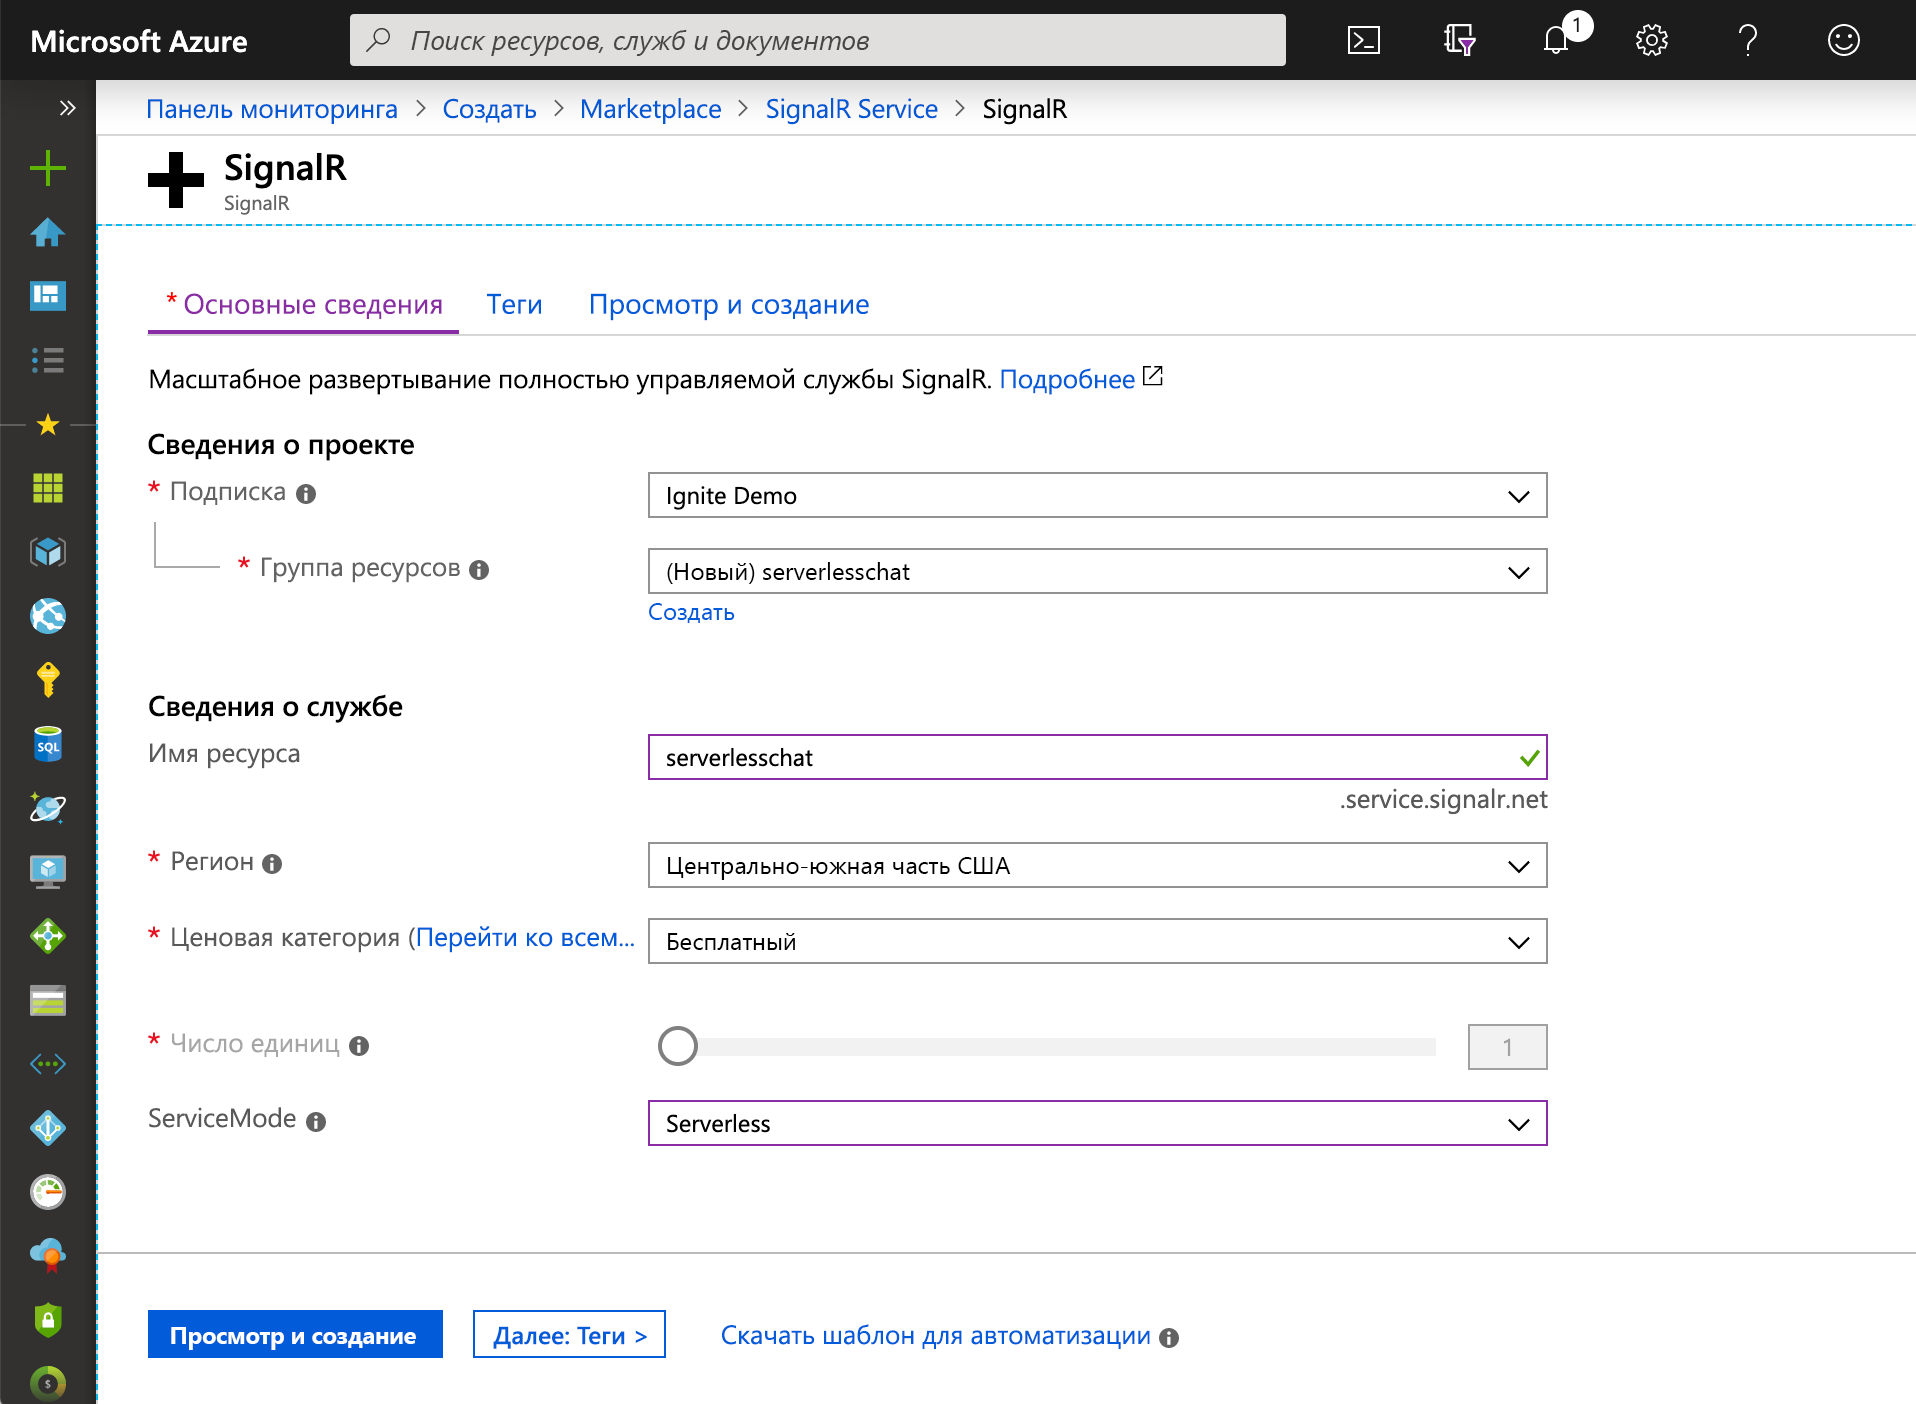 Microsoft Azure
Поиск ресурсов, служб и документов
1
Панель мониторинга > Создать > Marketplace > SignalR Service > SignalR
SignalR
SignalR
* Основные сведения Теги Просмотр и создание
Масштабное развертывание полностью управляемой службы SignalR. Подробнее
Сведения о проекте
* Подписка
Ignite Demo
* Группа ресурсов
(Новый) serverlesschat
Создать
Сведения о службе
Имя ресурса
serverlesschat
.service.signalr.net
* Регион
Центрально-южная часть США
* Ценовая категория (Перейти ко всем...
Бесплатный
* Число единиц
1
ServiceMode
Serverless
SQL
Просмотр и создание
Далее: Теги >
Скачать шаблон для автоматизации